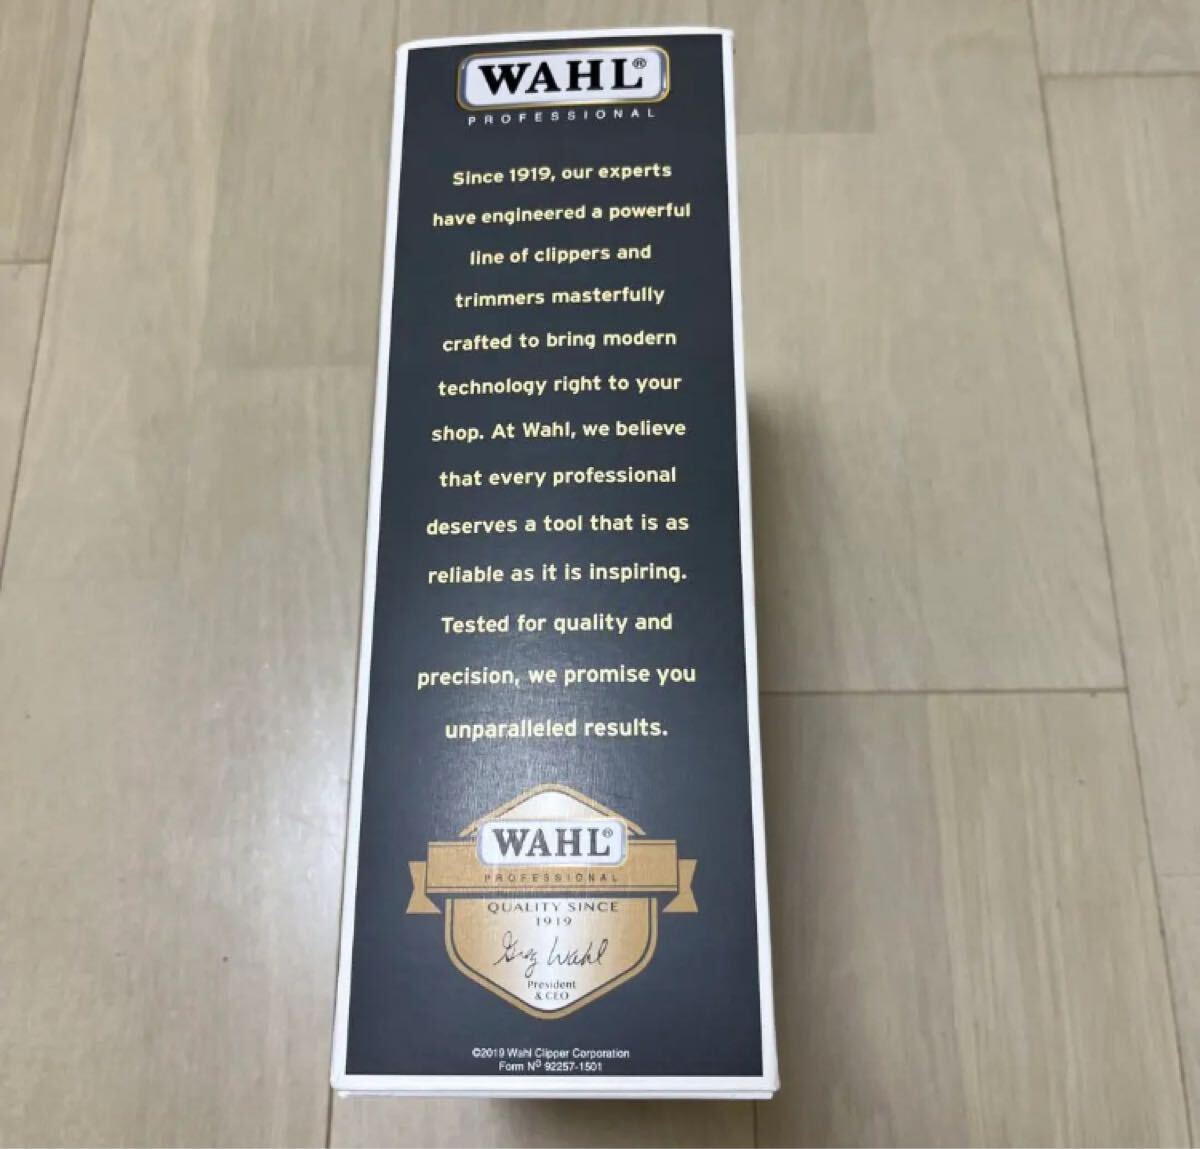 WAHL®
PROFESSIONAL
Since 1919, our experts
have engineered a powerful
line of clippers and
trimmers masterfully
crafted to bring modern
technology right to your
shop. At Wahl, we believe
that every professional
deserves a tool that is as
reliable as it is inspiring.
Tested for quality and
precision, we promise you
unparalleled results.
WAHL®
PROFESSIONAL
QUALITY SINCE
1919
Greg Wahl
President
& CEO
©2019 Wahl Clipper Corporation
Form Nº 92257-1501